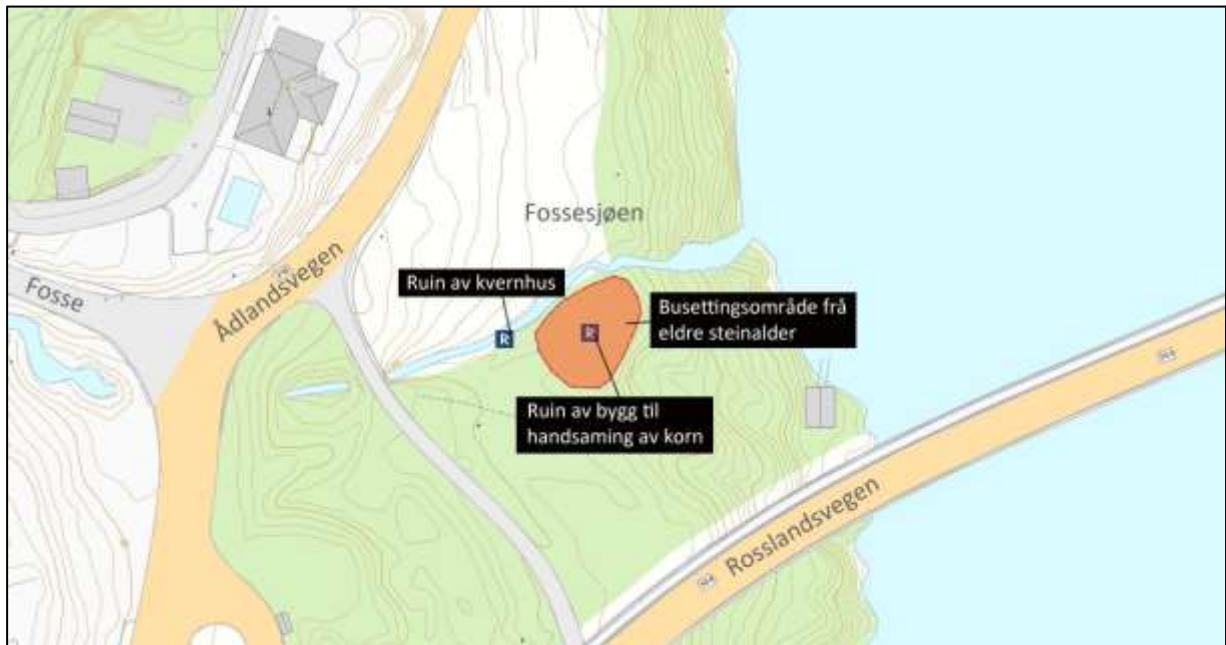 Fossesjøen
Ruin av kvernhus
R
R
Busettingsområde frå
eldre steinalder
Ruin av bygg til
handsaming av korn
Fosse
Ådlandsvegen
Rosslandsvegen